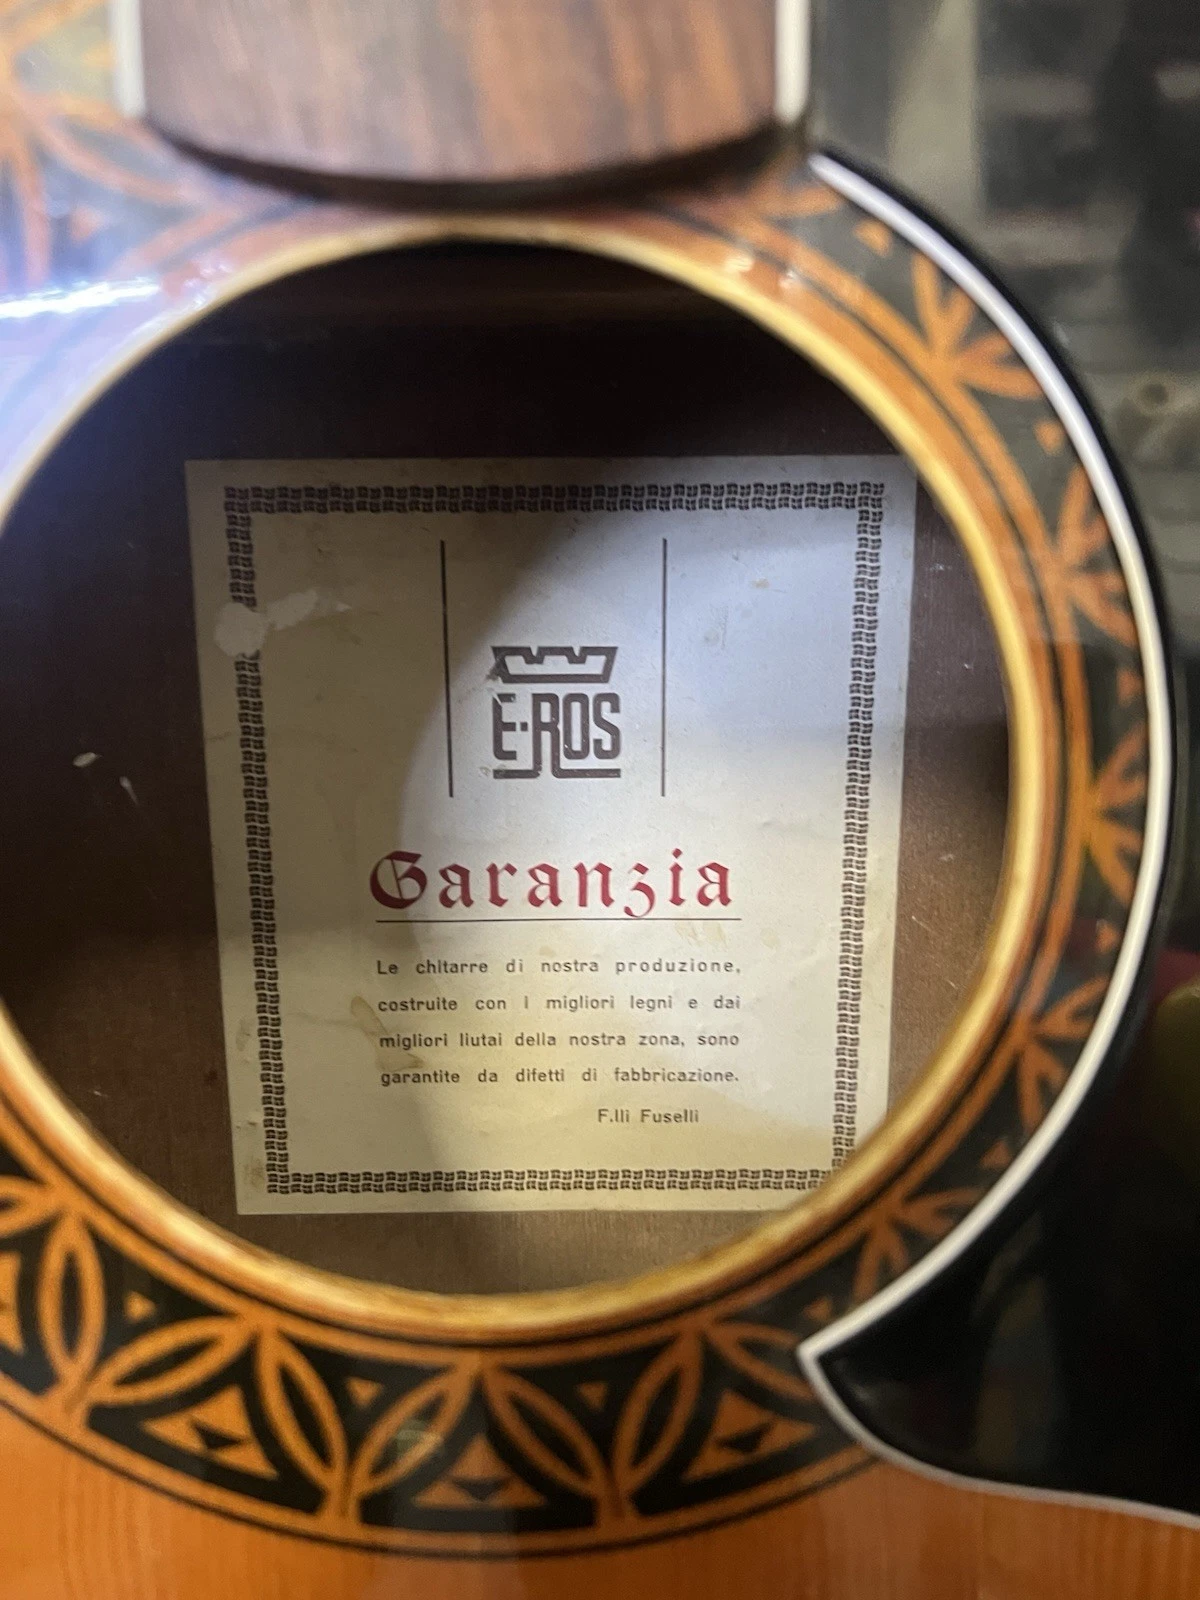 E-ROS
Garanzia
Le chitarre di nostra produzione,
costruite con i migliori legni e dai
migliori liutai della nostra zona, sono
garantite da difetti di fabbricazione.
F.lli Fuselli